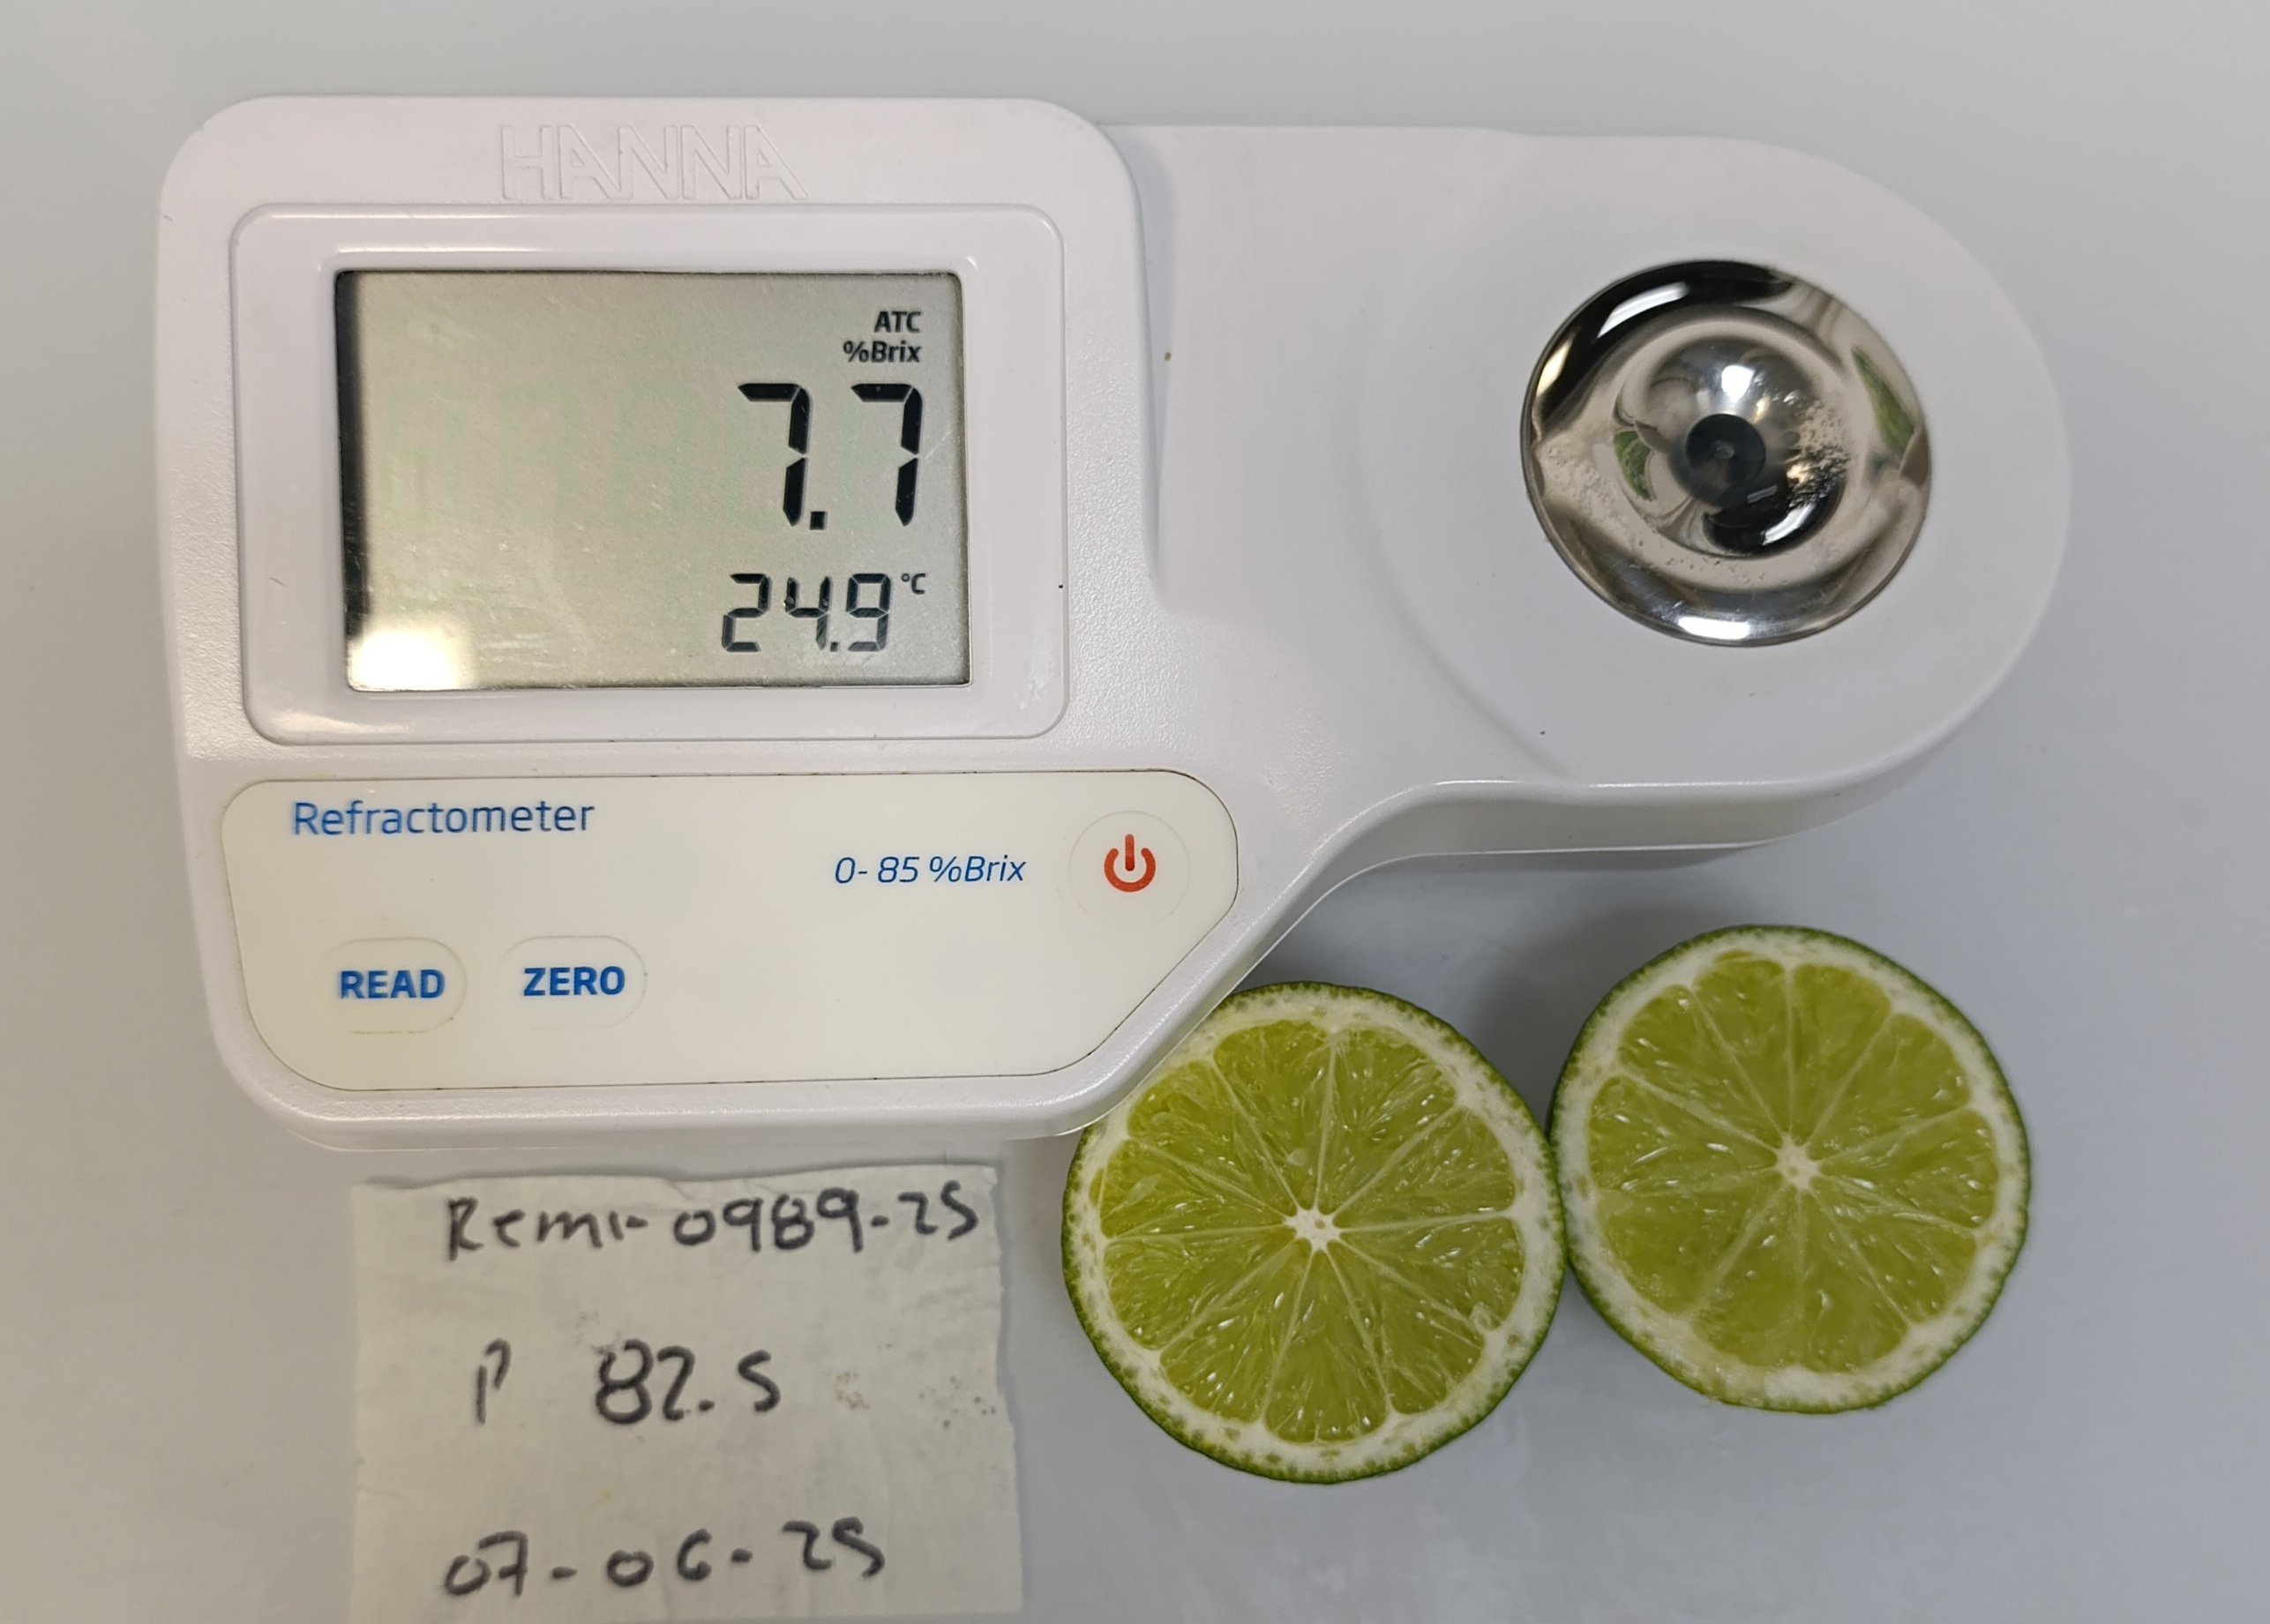 HANNA
ATC
%Brix
7.7
24.9 °C
Refractometer
0- 85 %Brix
READ ZERO
Remi-0989-25
P 82.5
07-06-25